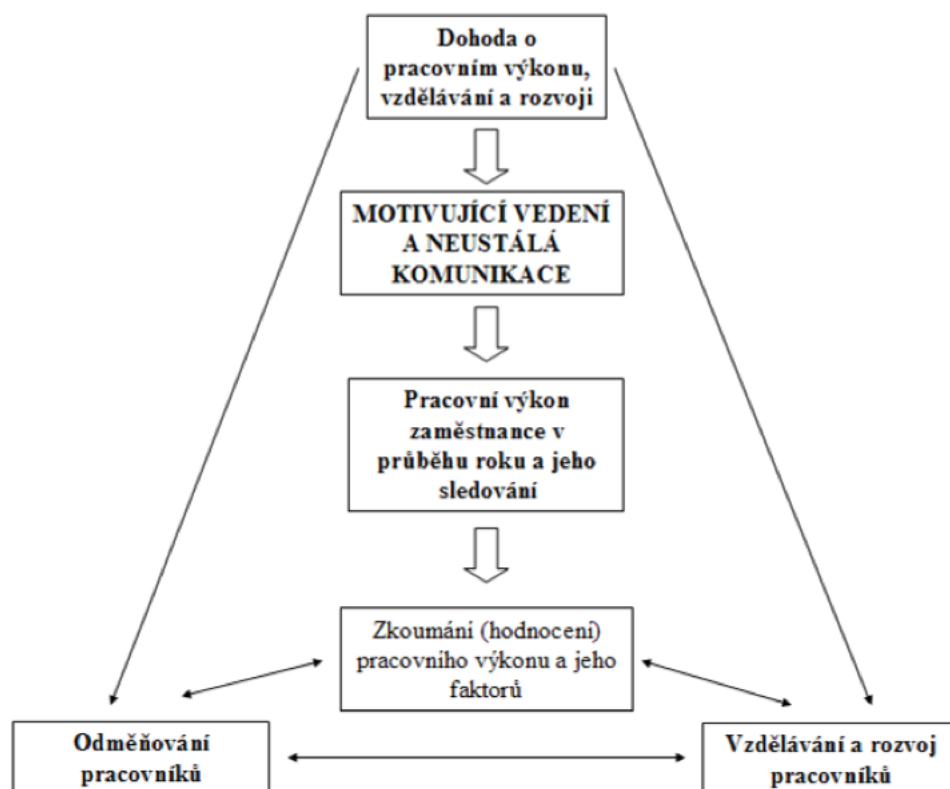 Dohoda o
pracovním výkonu,
vzdělávání a rozvoji
MOTIVUJÍCÍ VEDENÍ
A NEUSTÁLÁ
KOMUNIKACE
Pracovní výkon
zaměstnance v
průběhu roku a jeho
sledování
Zkoumání (hodnocení)
pracovního výkonu a jeho
faktorů
Odměňování
pracovníků
Vzdělávání a rozvoj
pracovníků